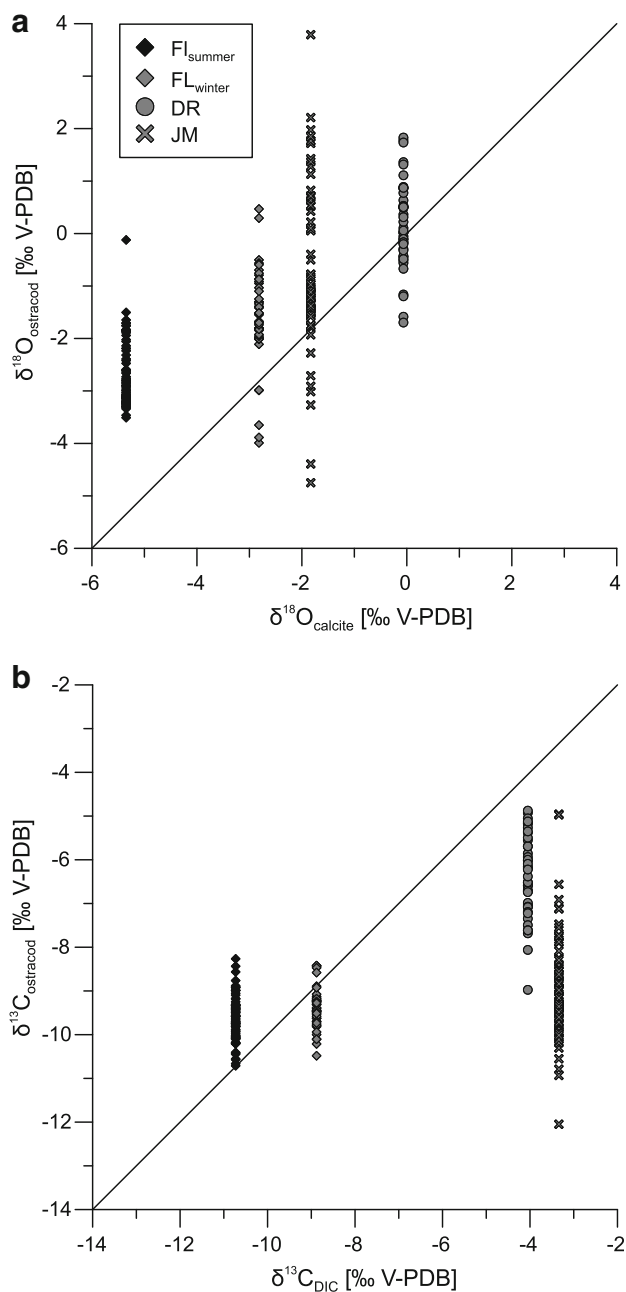 a
4
2
0
-2
-4
-6
δ18Oostracod [‰ V-PDB]
FIsummer
FLwinter
DR
JM
-6 -4 -2 0 2 4
δ18Ocalcite [‰ V-PDB]
b
-2
-4
-6
-8
-10
-12
-14
δ13Costracod [‰ V-PDB]
-14 -12 -10 -8 -6 -4 -2
δ13CDIC [‰ V-PDB]